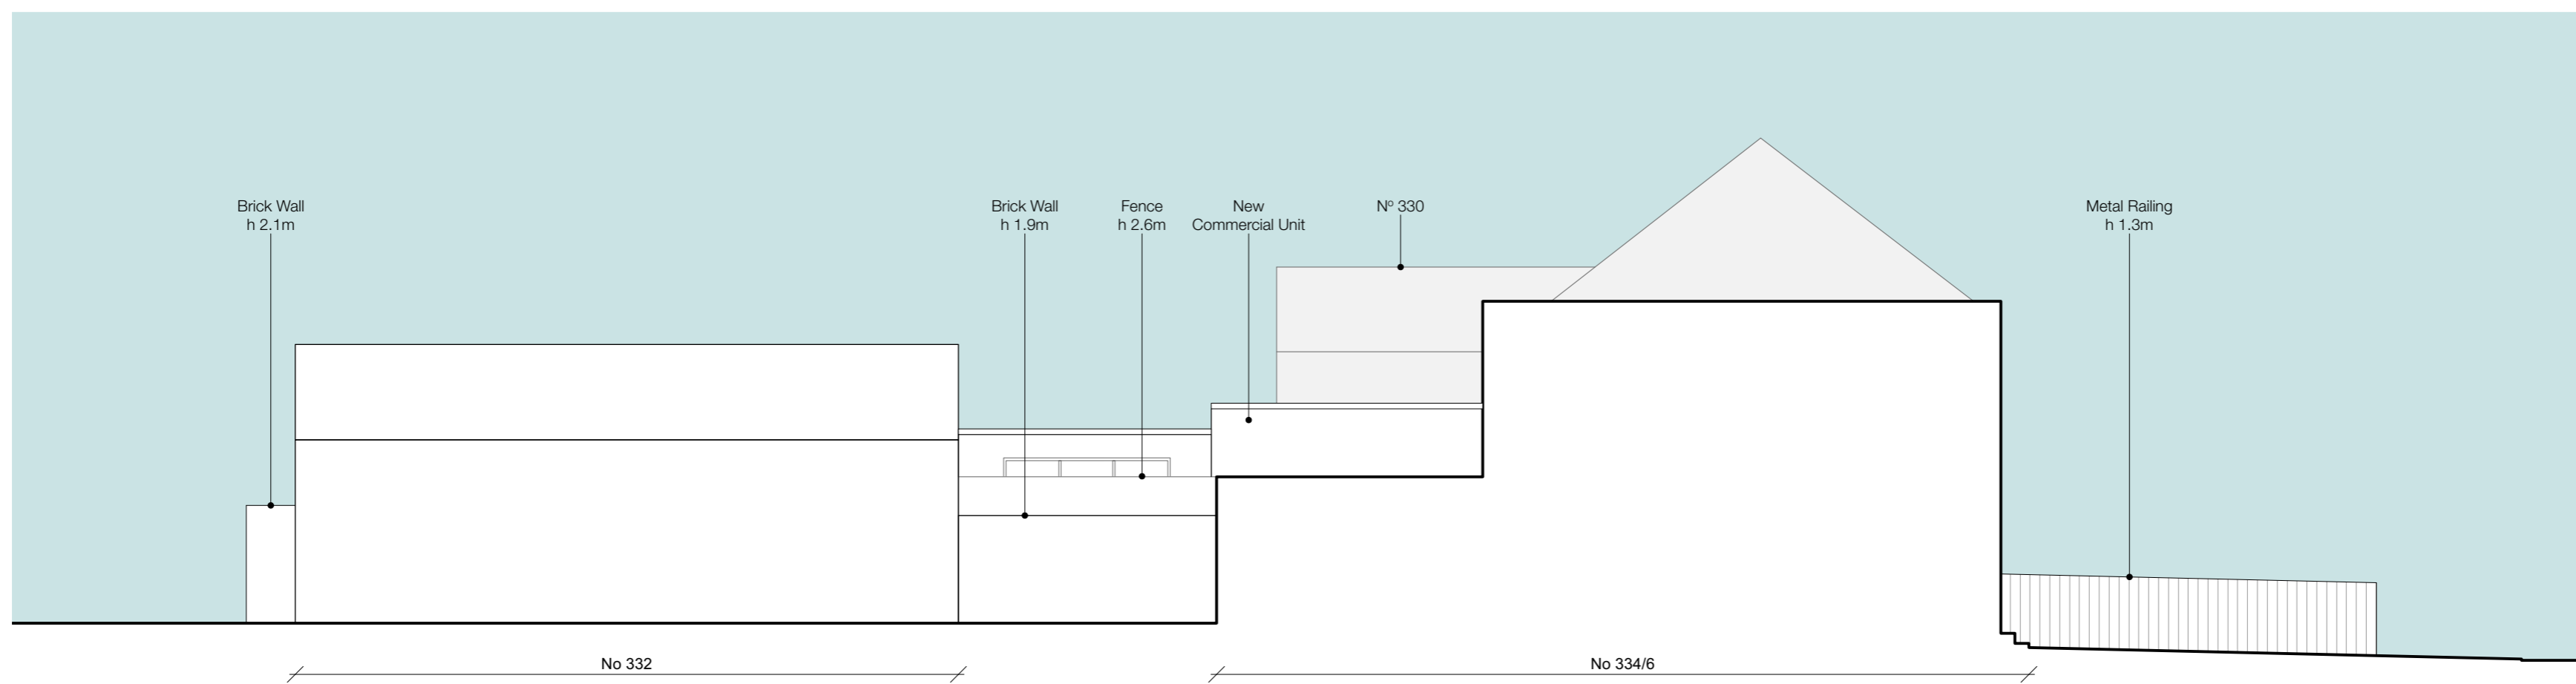 Brick Wall
h 2.1m
Brick Wall
h 1.9m
Fence
h 2.6m
New
Commercial Unit
Nº 330
Metal Railing
h 1.3m
No 332
No 334/6